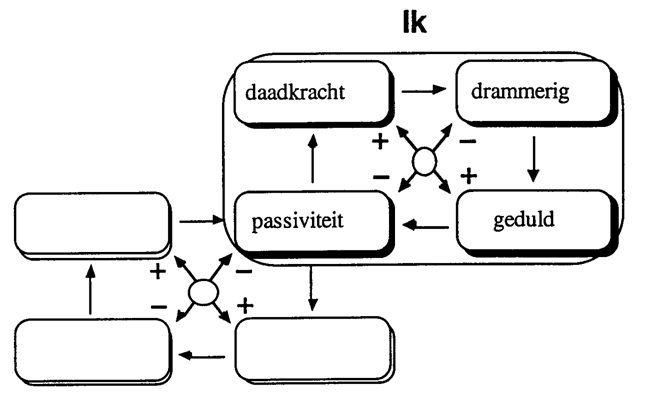 Ik
daadkracht
drammerig
+
−
−
+
passiviteit
geduld
+
−
−
+